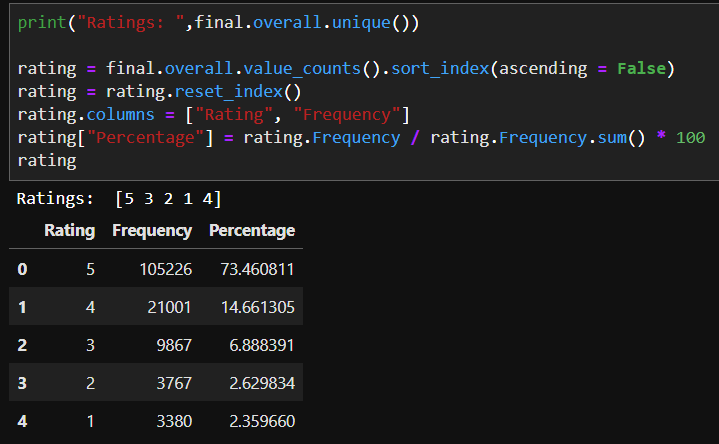 print("Ratings: ",final.overall.unique())
rating = final.overall.value_counts().sort_index(ascending = False)
rating = rating.reset_index()
rating.columns = ["Rating", "Frequency"]
rating["Percentage"] = rating.Frequency / rating.Frequency.sum() * 100
rating
Ratings:  [5 3 2 1 4]
Rating Frequency Percentage
0 5 105226 73.460811
1 4 21001 14.661305
2 3 9867 6.888391
3 2 3767 2.629834
4 1 3380 2.359660